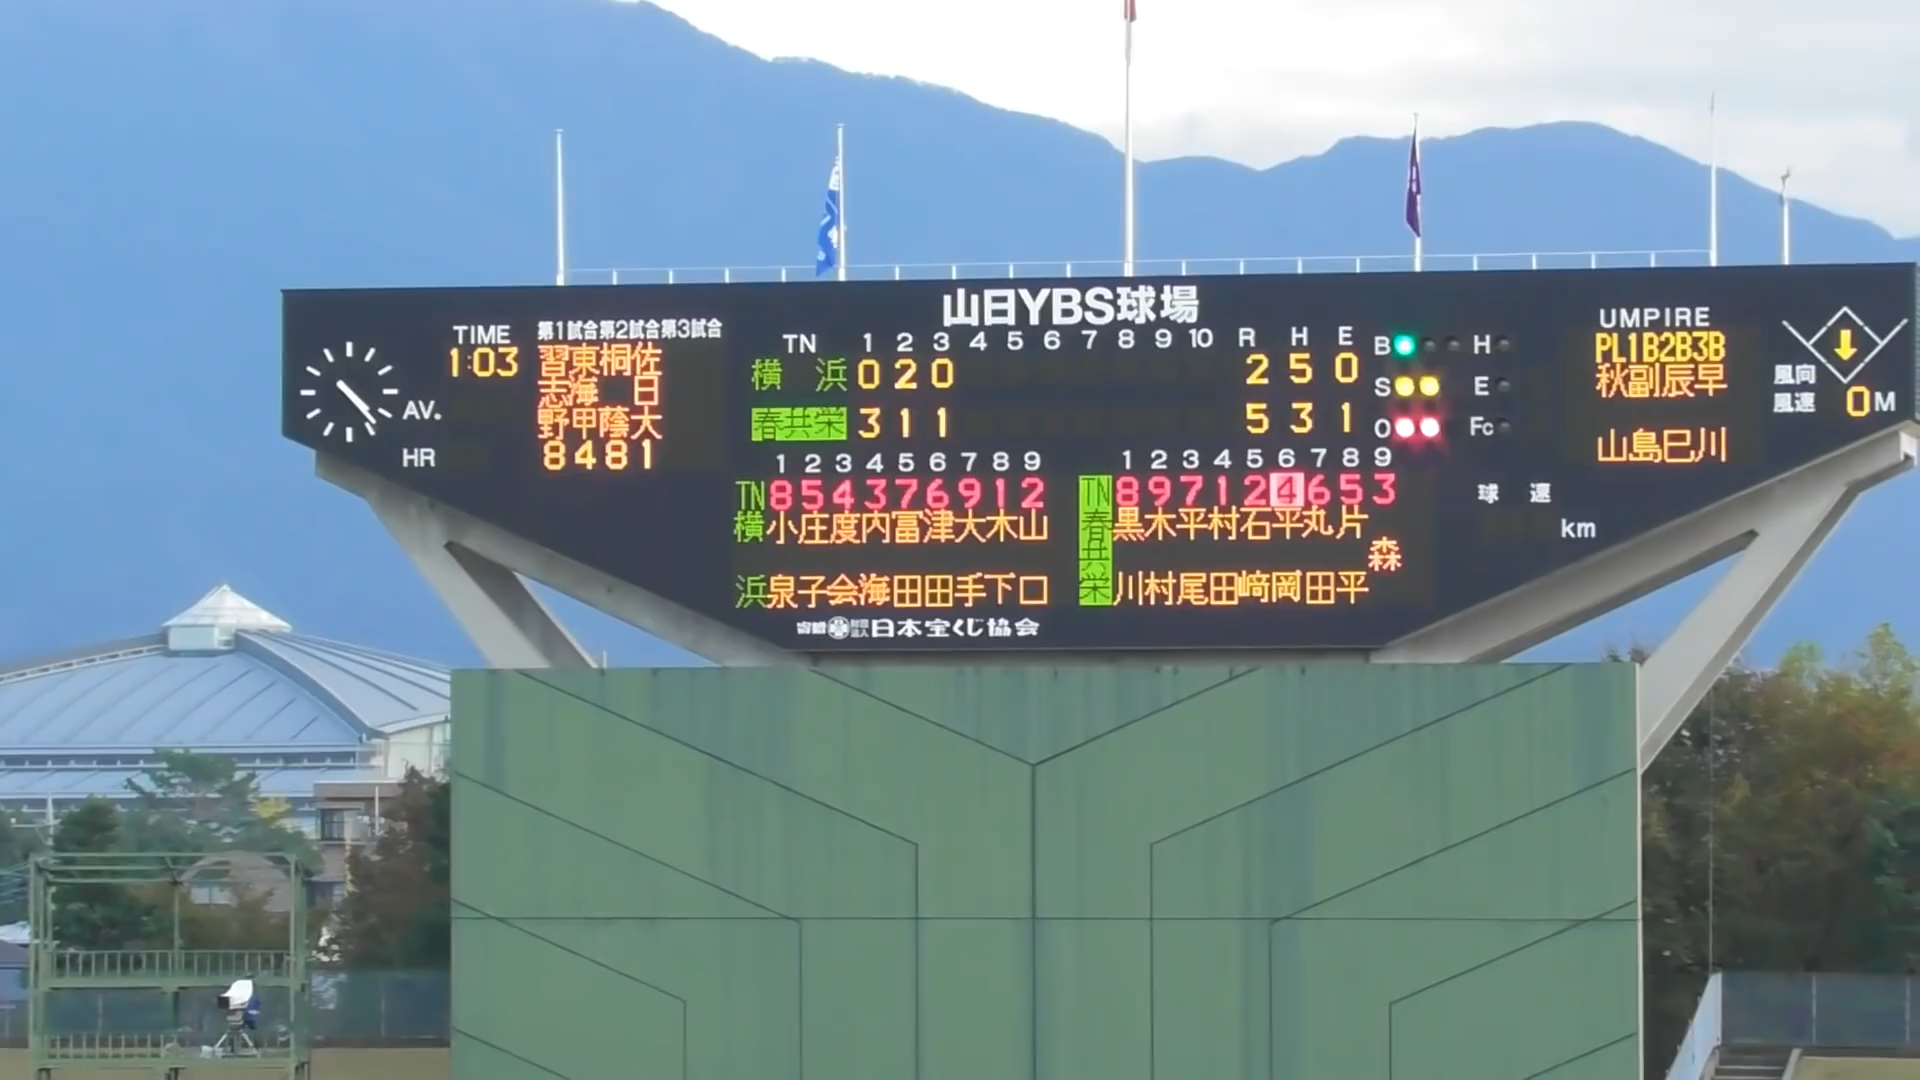 山日YBS球場
TIME 第1試合第2試合第3試合
1:03
習東桐佐
志海 日
野甲蔭大
8481
AV.
HR
TN 1 2 3 4 5 6 7 8 9 10 R H E
横浜 0 2 0 2 5 0
春共栄 3 1 1 5 3 1
B H
S E
O Fc
UMPIRE
PL1B2B3B
秋副辰早
山島巳川
風向
風速 0M
1 2 3 4 5 6 7 8 9
TN 8 5 4 3 7 6 9 1 2
横 小庄度内冨津大木山
浜 泉子会海田田手下口
1 2 3 4 5 6 7 8 9
TN 8 9 7 1 2 4 6 5 3
春共栄
黒木平村石平丸片森
川村尾田崎岡田平
球速
km
寄贈 財団法人 日本宝くじ協会